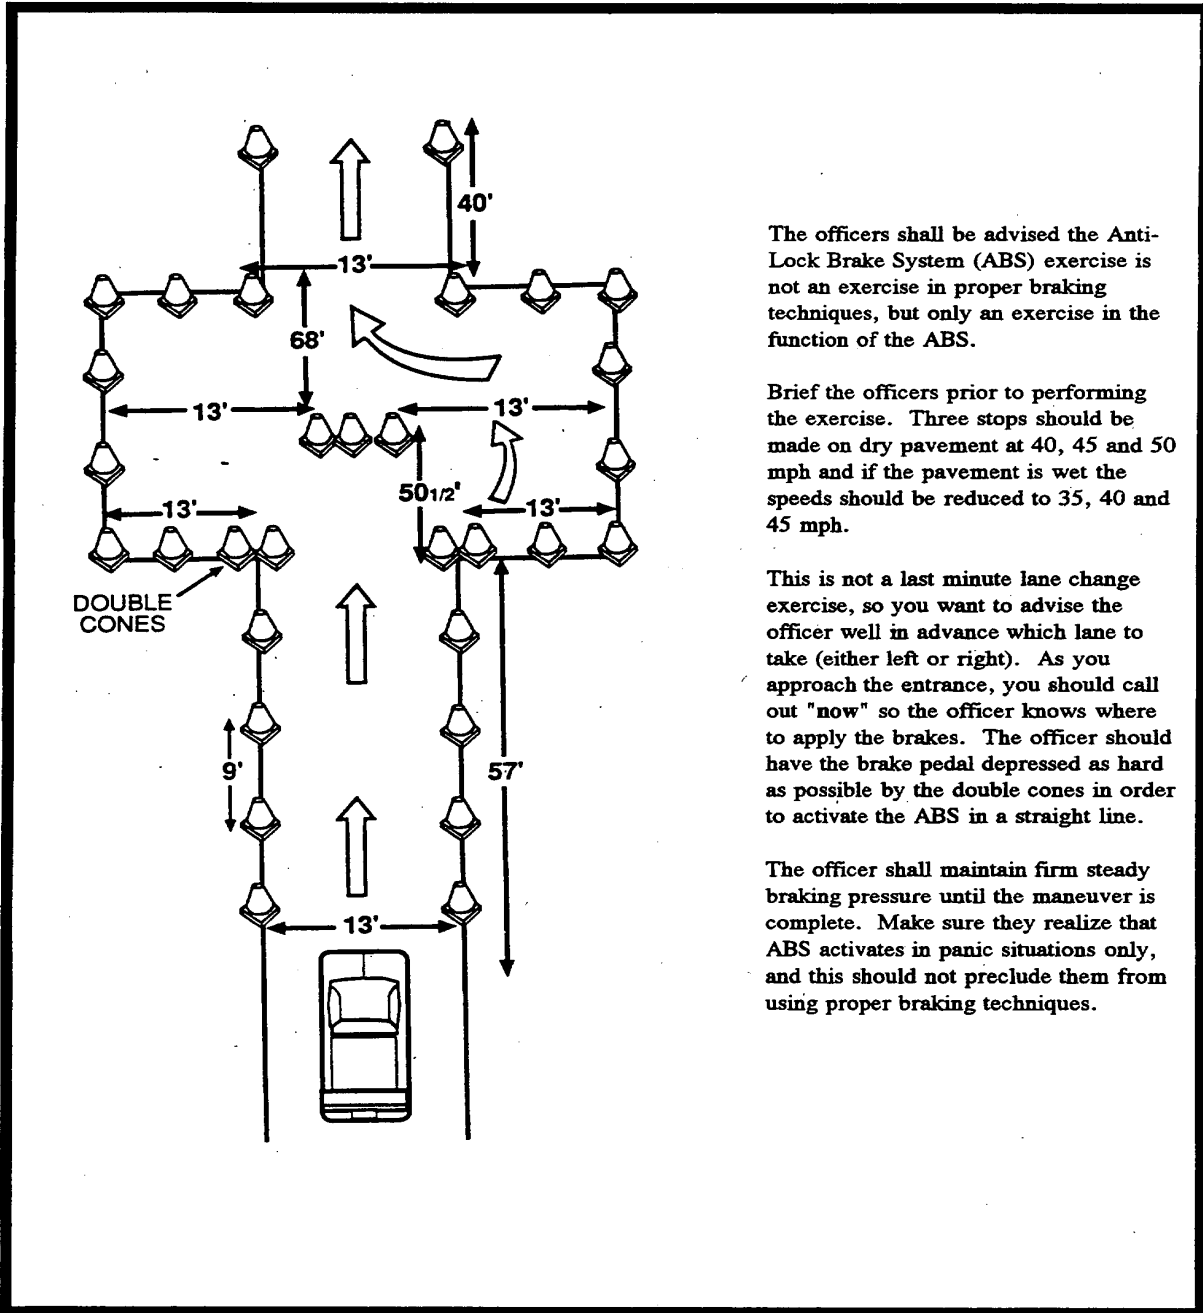 40'
13'
68'
13'
13'
50 1/2'
13'
13'
DOUBLE
CONES
9'
57'
13'
The officers shall be advised the Anti-
Lock Brake System (ABS) exercise is
not an exercise in proper braking
techniques, but only an exercise in the
function of the ABS.
Brief the officers prior to performing
the exercise. Three stops should be
made on dry pavement at 40, 45 and 50
mph and if the pavement is wet the
speeds should be reduced to 35, 40 and
45 mph.
This is not a last minute lane change
exercise, so you want to advise the
officer well in advance which lane to
take (either left or right). As you
approach the entrance, you should call
out "now" so the officer knows where
to apply the brakes. The officer should
have the brake pedal depressed as hard
as possible by the double cones in order
to activate the ABS in a straight line.
The officer shall maintain firm steady
braking pressure until the maneuver is
complete. Make sure they realize that
ABS activates in panic situations only,
and this should not preclude them from
using proper braking techniques.